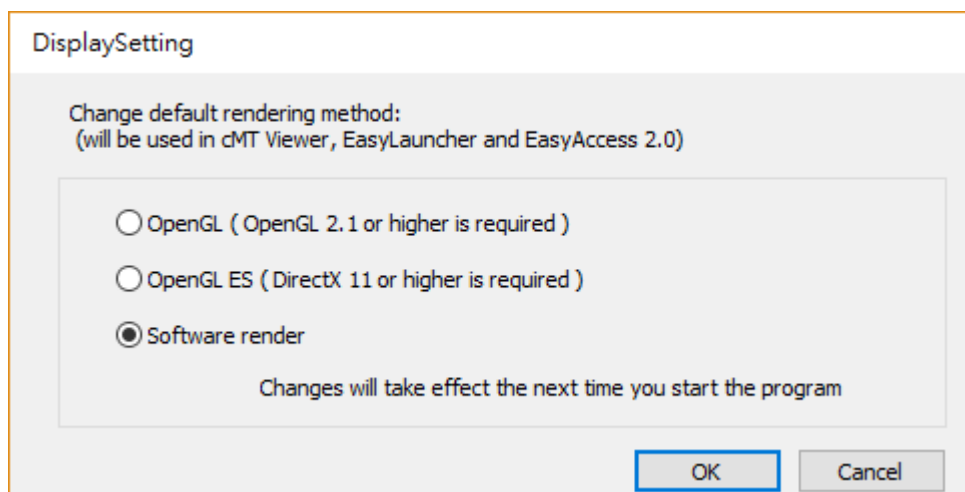 DisplaySetting
Change default rendering method:
(will be used in cMT Viewer, EasyLauncher and EasyAccess 2.0)
OpenGL ( OpenGL 2.1 or higher is required )
OpenGL ES ( DirectX 11 or higher is required )
Software render
Changes will take effect the next time you start the program
OK Cancel